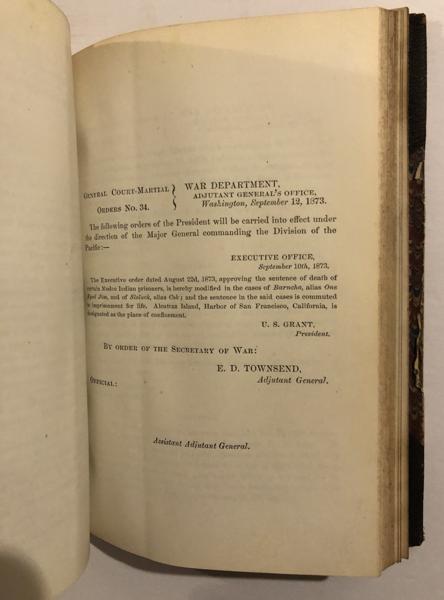 General Court-Martial
Orders No. 34.
WAR DEPARTMENT,
ADJUTANT GENERAL'S OFFICE,
Washington, September 12, 1873.
The following orders of the President will be carried into effect under
the direction of the Major General commanding the Division of the
Pacific:—
EXECUTIVE OFFICE,
September 10th, 1873.
The Executive order dated August 22d, 1873, approving the sentence of death of
certain Modoc Indian prisoners, is hereby modified in the cases of Barncho, alias One
Eyed Jim, and of Sloluck, alias Cok; and the sentence in the said cases is commuted
to imprisonment for life. Alcatras Island, Harbor of San Francisco, California, is
designated as the place of confinement.
U. S. GRANT,
President.
By order of the Secretary of War:
E. D. TOWNSEND,
Adjutant General.
Official:
Assistant Adjutant General.